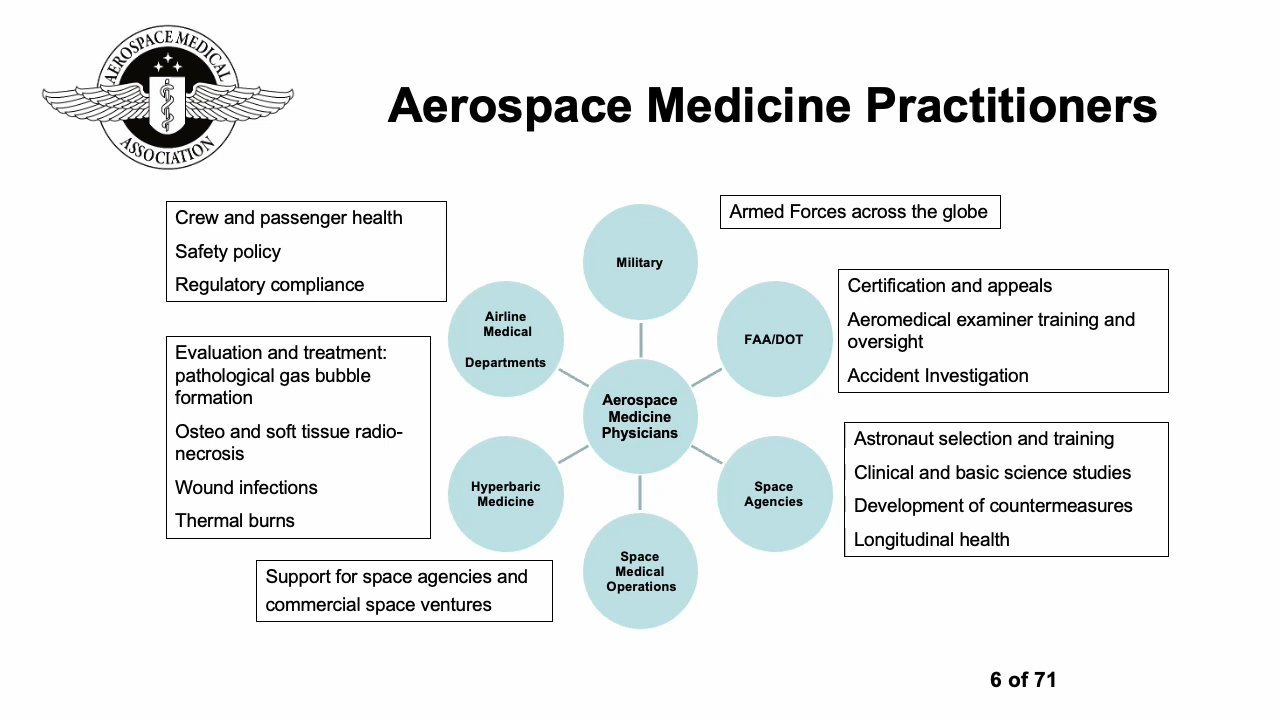 AEROSPACE MEDICAL
ASSOCIATION
Aerospace Medicine Practitioners
Crew and passenger health
Safety policy
Regulatory compliance
Military
Armed Forces across the globe
Airline
Medical
Departments
FAA/DOT
Certification and appeals
Aeromedical examiner training and
oversight
Accident Investigation
Evaluation and treatment:
pathological gas bubble
formation
Osteo and soft tissue radio-
necrosis
Wound infections
Thermal burns
Aerospace
Medicine
Physicians
Hyperbaric
Medicine
Space
Agencies
Astronaut selection and training
Clinical and basic science studies
Development of countermeasures
Longitudinal health
Support for space agencies and
commercial space ventures
Space
Medical
Operations
6 of 71